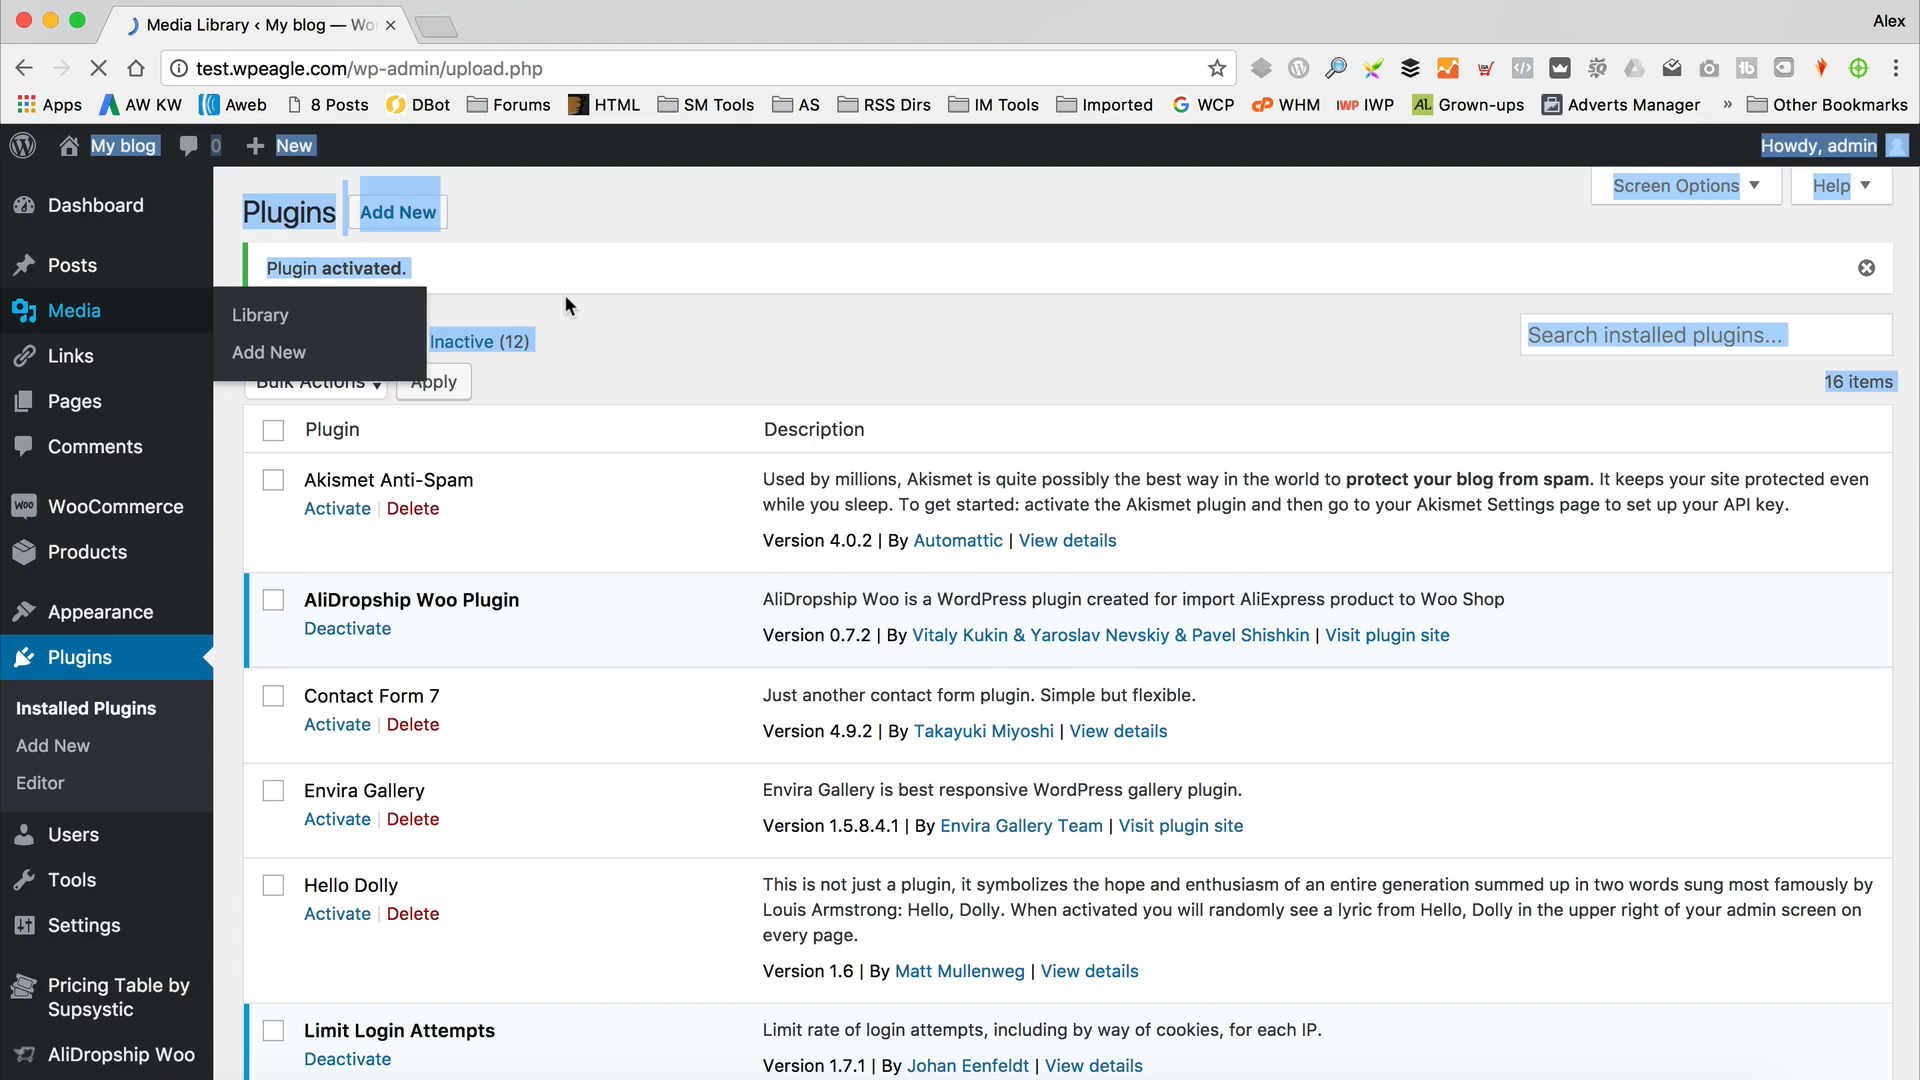 Media Library ‹ My blog — Wo
Alex
test.wpeagle.com/wp-admin/upload.php
Apps AW KW Aweb 8 Posts DBot Forums HTML SM Tools AS RSS Dirs IM Tools Imported WCP WHM IWP Grown-ups Adverts Manager » Other Bookmarks
My blog 0 New
Howdy, admin
Dashboard
Posts
Media
Links
Pages
Comments
WooCommerce
Products
Appearance
Plugins
Installed Plugins
Add New
Editor
Users
Tools
Settings
Pricing Table by
Supsystic
AliDropship Woo
Library
Add New
Plugins Add New
Screen Options
Help
Plugin activated.
Inactive (12)
Search installed plugins...
Bulk Actions Apply
16 items
Plugin Description
Akismet Anti-Spam
Activate | Delete
Used by millions, Akismet is quite possibly the best way in the world to protect your blog from spam. It keeps your site protected even
while you sleep. To get started: activate the Akismet plugin and then go to your Akismet Settings page to set up your API key.
Version 4.0.2 | By Automattic | View details
AliDropship Woo Plugin
Deactivate
AliDropship Woo is a WordPress plugin created for import AliExpress product to Woo Shop
Version 0.7.2 | By Vitaly Kukin & Yaroslav Nevskiy & Pavel Shishkin | Visit plugin site
Contact Form 7
Activate | Delete
Just another contact form plugin. Simple but flexible.
Version 4.9.2 | By Takayuki Miyoshi | View details
Envira Gallery
Activate | Delete
Envira Gallery is best responsive WordPress gallery plugin.
Version 1.5.8.4.1 | By Envira Gallery Team | Visit plugin site
Hello Dolly
Activate | Delete
This is not just a plugin, it symbolizes the hope and enthusiasm of an entire generation summed up in two words sung most famously by
Louis Armstrong: Hello, Dolly. When activated you will randomly see a lyric from Hello, Dolly in the upper right of your admin screen on
every page.
Version 1.6 | By Matt Mullenweg | View details
Limit Login Attempts
Deactivate
Limit rate of login attempts, including by way of cookies, for each IP.
Version 1.7.1 | By Johan Eenfeldt | View details